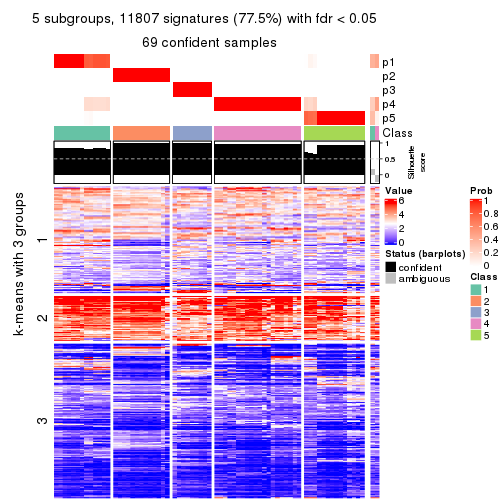 5 subgroups, 11807 signatures (77.5%) with fdr < 0.05
69 confident samples
p1
p2
p3
p4
p5
Class
1
0.5
0
Silhouette
score
k-means with 3 groups
1
2
3
Value
6
4
2
0
Status (barplots)
confident
ambiguous
Prob
1
0.8
0.6
0.4
0.2
0
Class
1
2
3
4
5